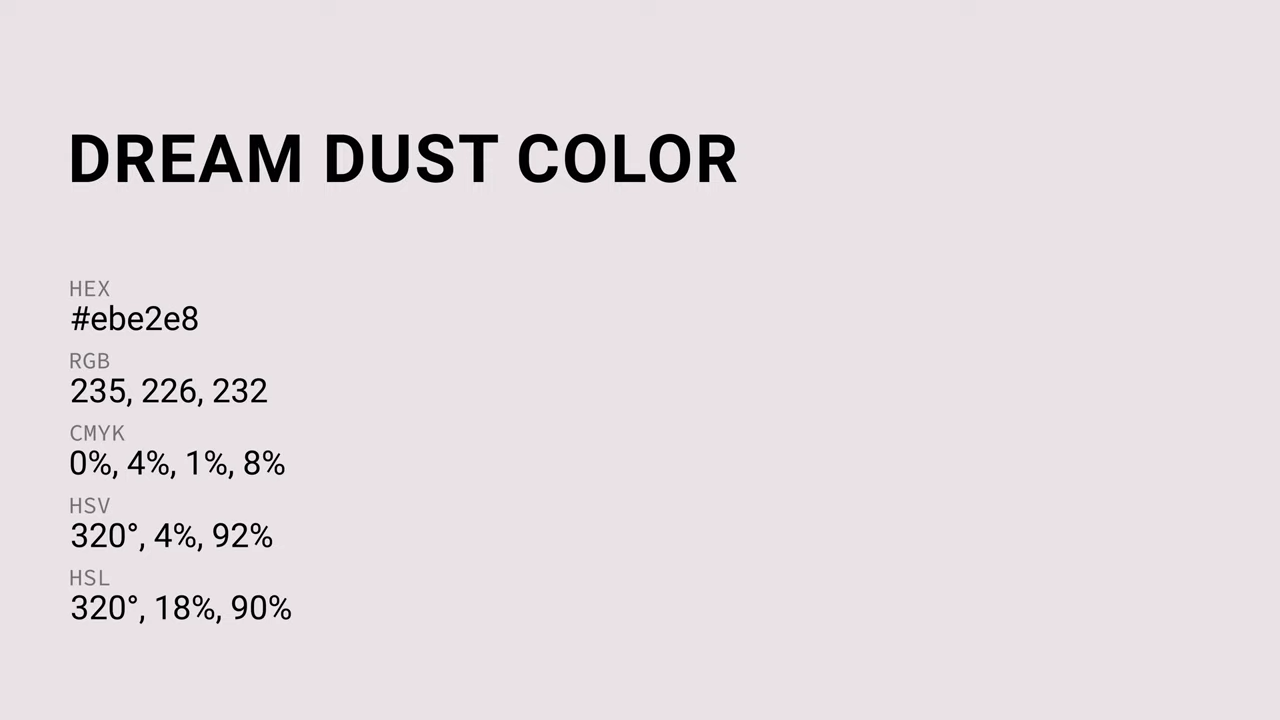 DREAM DUST COLOR
HEX
#ebe2e8
RGB
235, 226, 232
CMYK
0%, 4%, 1%, 8%
HSV
320°, 4%, 92%
HSL
320°, 18%, 90%